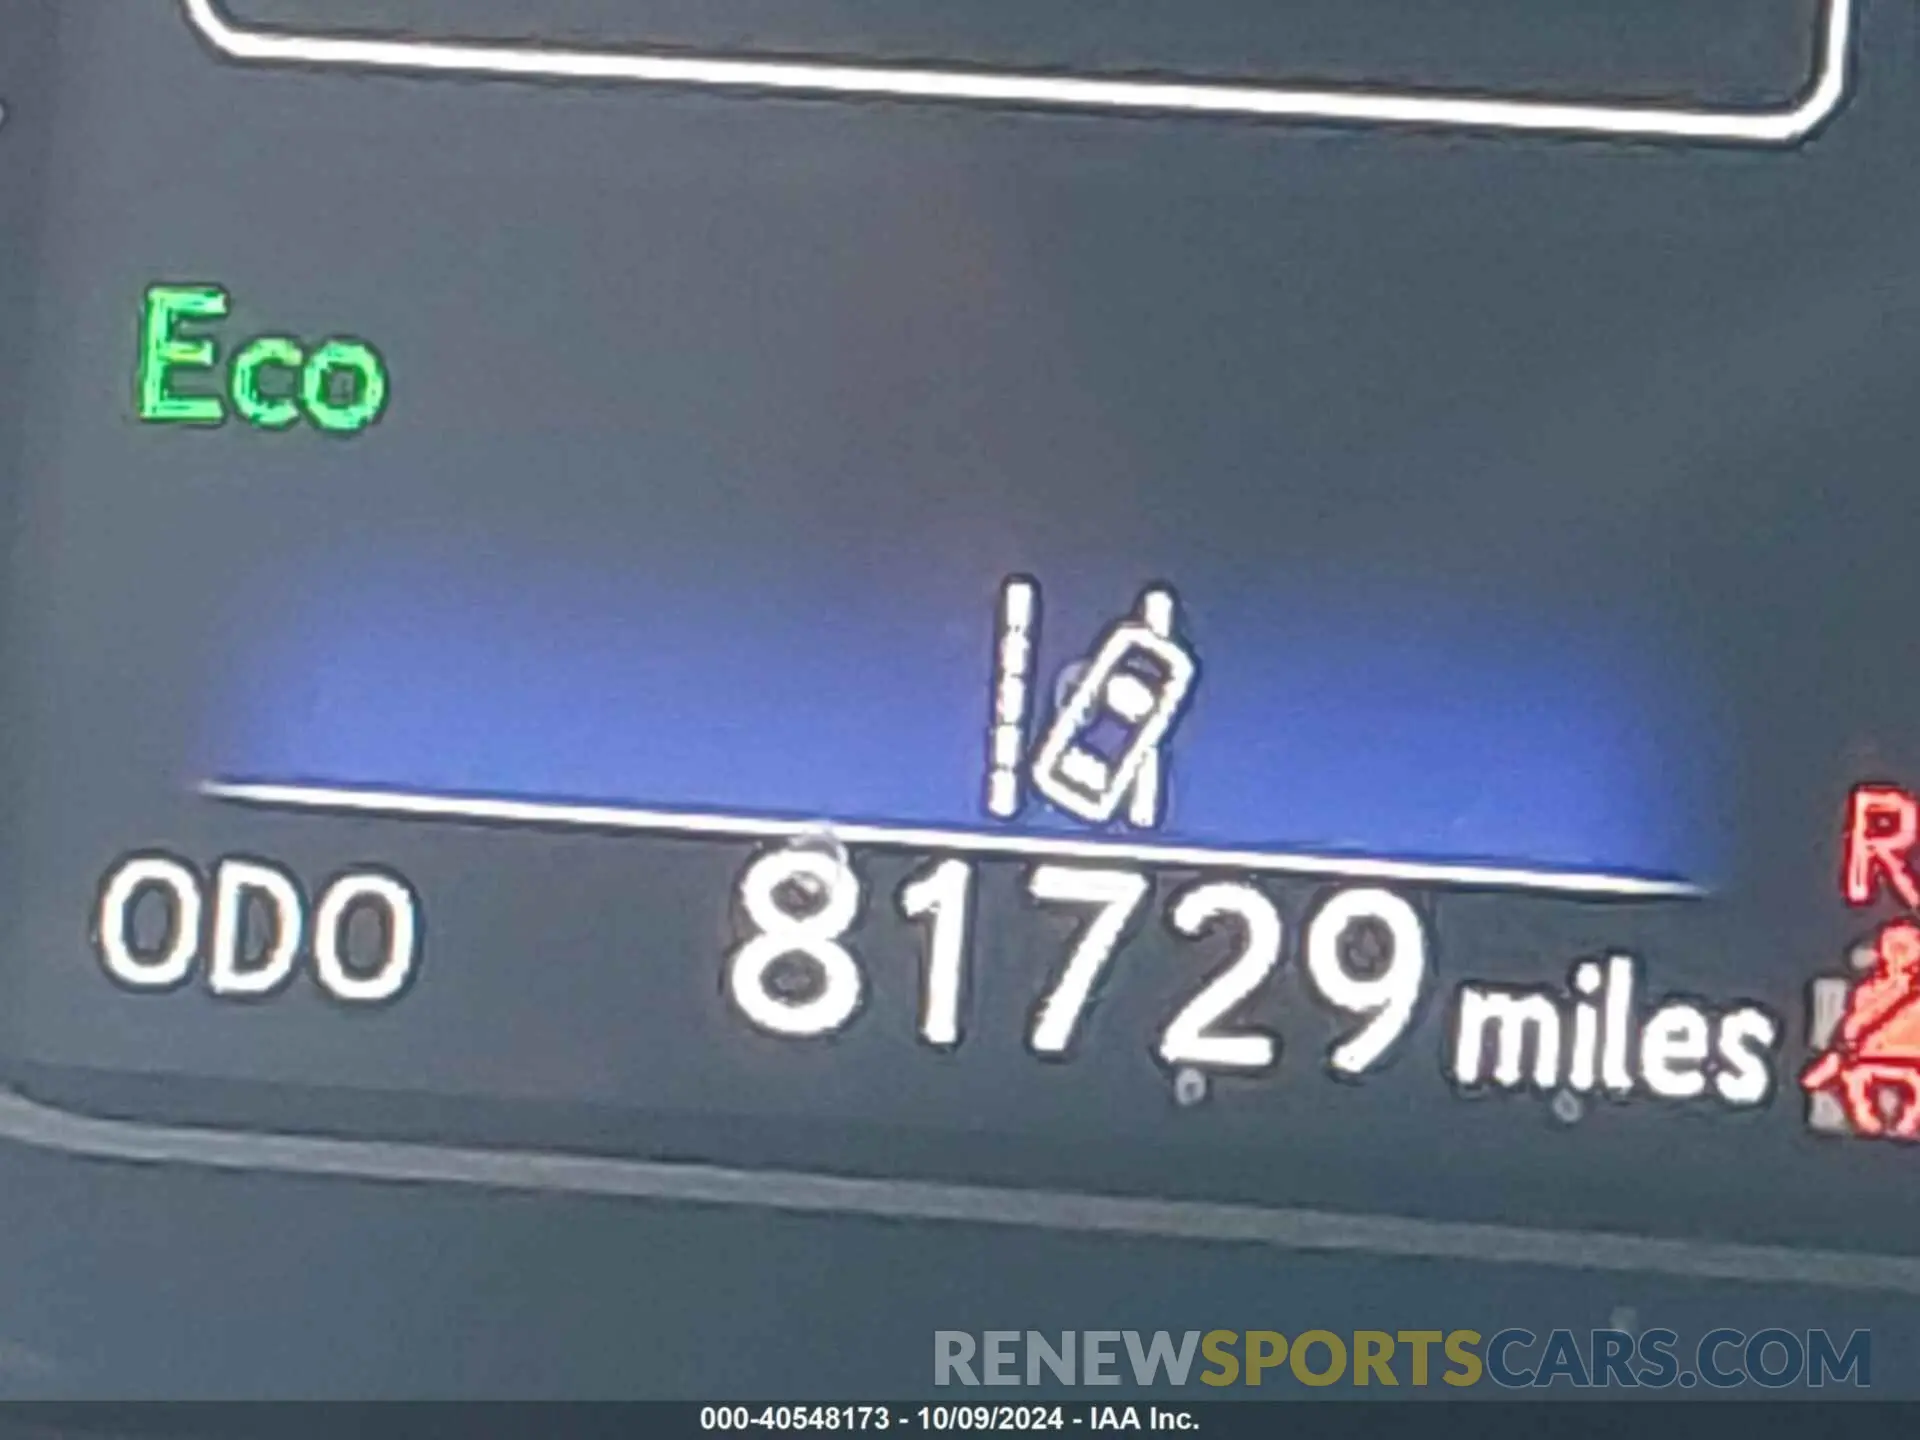 Eco
R
ODO 81729 miles
RENEWSPORTSCARS.COM
000-40548173 - 10/09/2024 - IAA Inc.